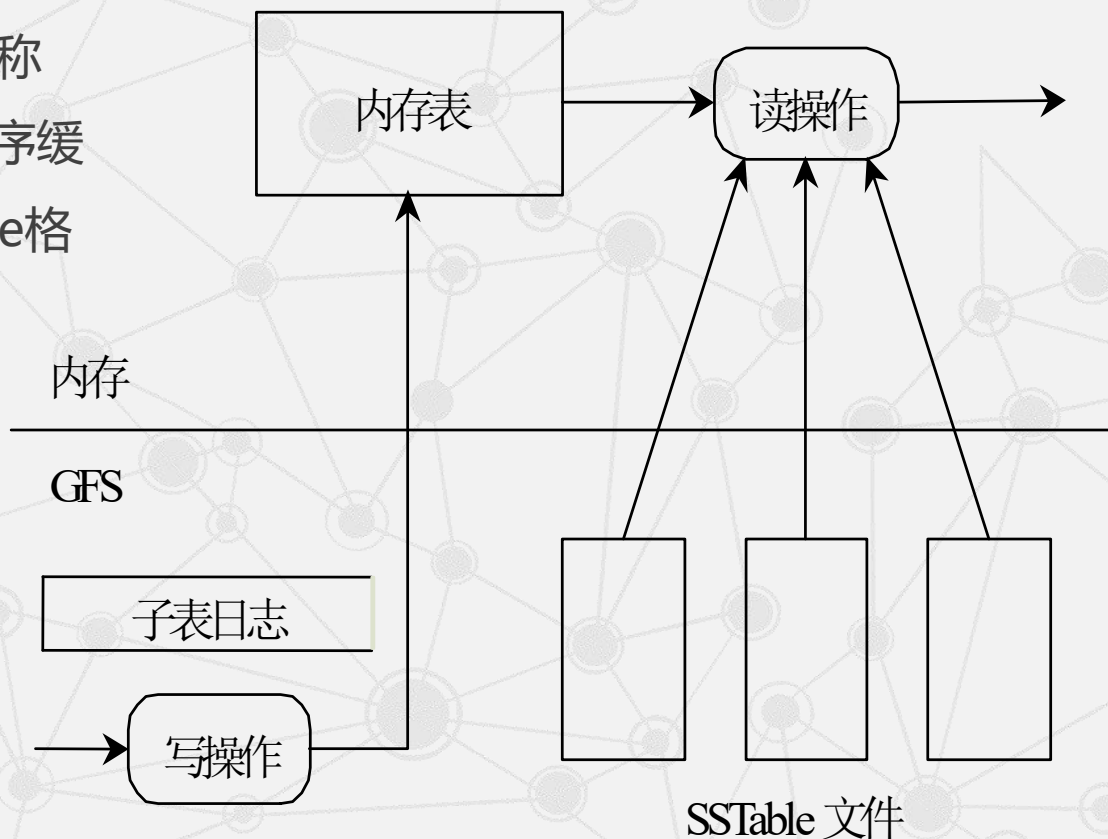 称
序缓
e格
内存表
读操作
内存
GFS
子表日志
写操作
SSTable 文件